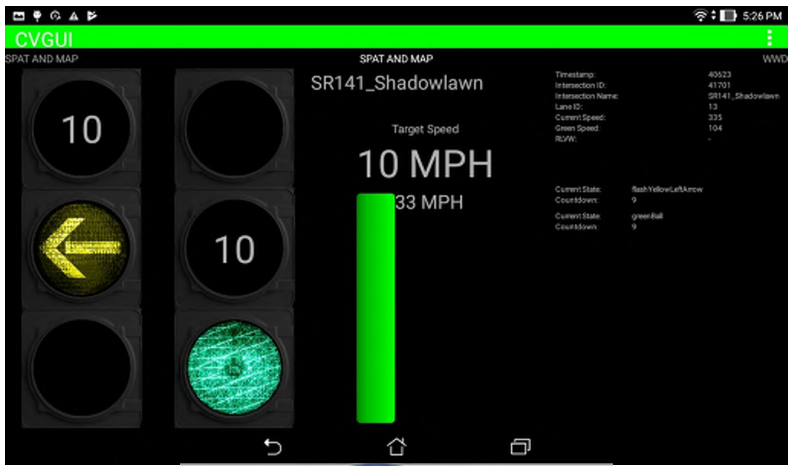 5:26 PM
CVGUI
SPAT AND MAP
SPAT AND MAP
WWD
10
10
SR141_Shadowlawn
Target Speed
10 MPH
33 MPH
Timestamp: 40623
Intersection ID: 41701
Intersection Name: SR141_Shadowlawn
Lane ID: 13
Current Speed: 335
Green Speed: 104
RLVW: -
Current State: flashYellowLeftArrow
Countdown: 9
Current State: greenBall
Countdown: 9